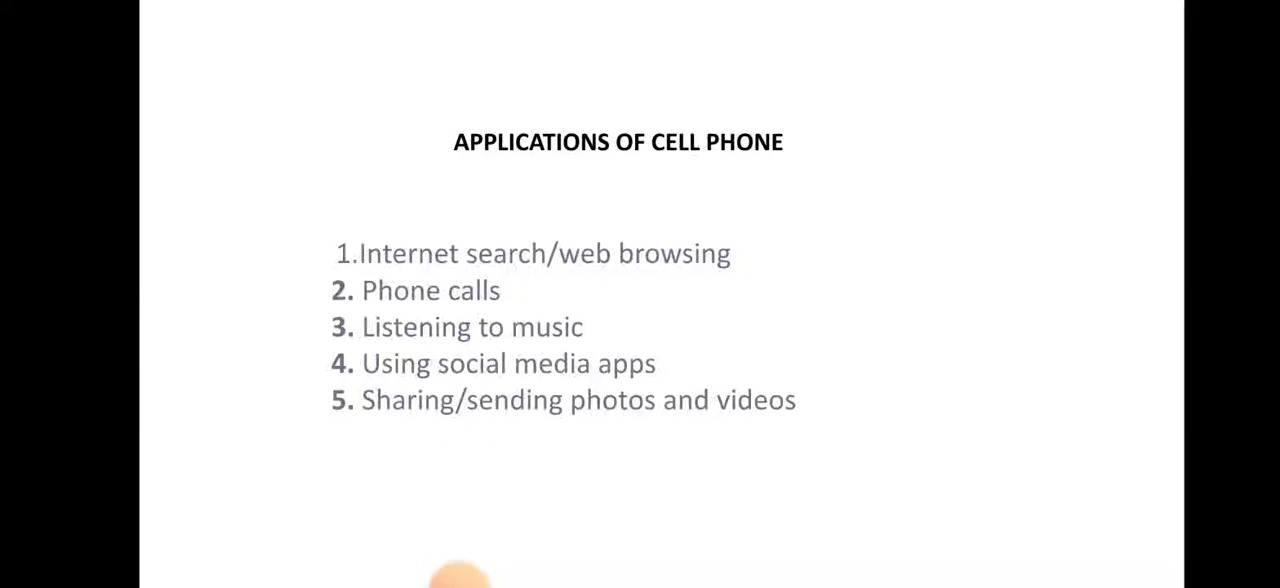 APPLICATIONS OF CELL PHONE
1.Internet search/web browsing
2. Phone calls
3. Listening to music
4. Using social media apps
5. Sharing/sending photos and videos